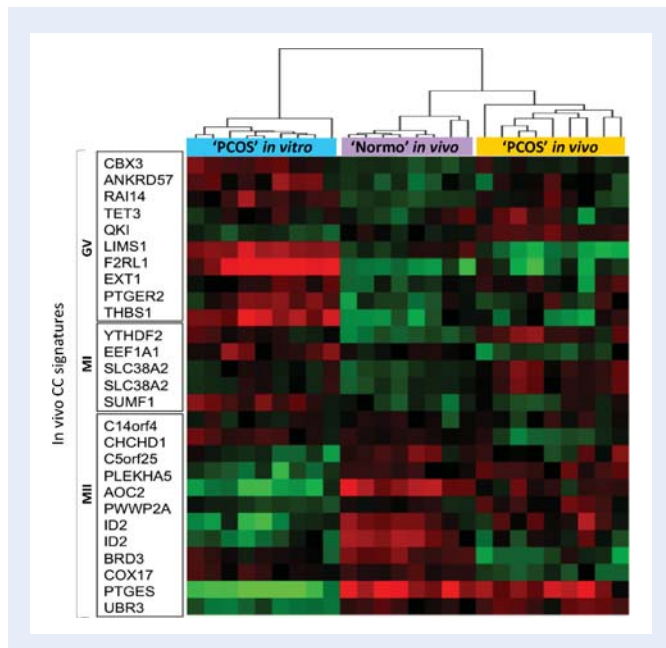 'PCOS' in vitro 'Normo' in vivo 'PCOS' in vivo
In vivo CC signatures
GV
CBX3
ANKRD57
RAI14
TET3
QKI
LIMS1
F2RL1
EXT1
PTGER2
THBS1
MI
YTHDF2
EEF1A1
SLC38A2
SLC38A2
SUMF1
MII
C14orf4
CHCHD1
C5orf25
PLEKHA5
AOC2
PWWP2A
ID2
ID2
BRD3
COX17
PTGES
UBR3